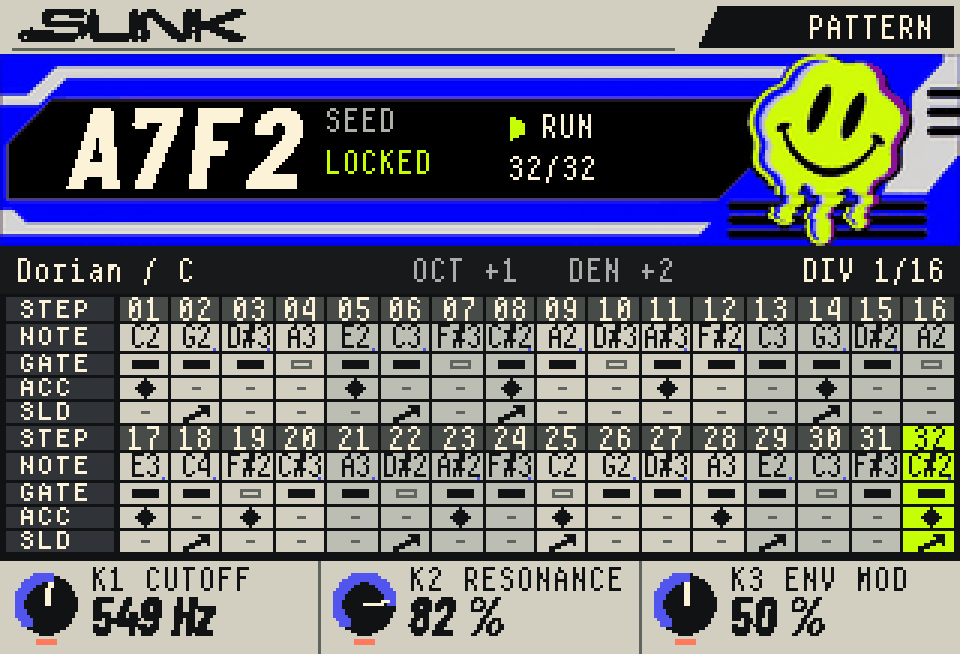 SLINK
PATTERN
A7F2
SEED
LOCKED
RUN
32/32
Dorian / C OCT +1 DEN +2 DIV 1/16
STEP 01 02 03 04 05 06 07 08 09 10 11 12 13 14 15 16
NOTE C2 G2 D#3 A3 E2 C3 F#3 C#2 A2 D#3 A#3 F#2 C3 G3 D#2 A2
GATE
ACC - - - - - - - - - - -
SLD - - - - - - - - - - - -
STEP 17 18 19 20 21 22 23 24 25 26 27 28 29 30 31 32
NOTE E3 C4 F#2 C#3 A3 D#2 A#2 F#3 C2 G2 D#3 A3 E2 C3 F#3 C#2
GATE
ACC - - - - - - - - - -
SLD - - - - - - - - - - -
K1 CUTOFF
549 Hz
K2 RESONANCE
82 %
K3 ENV MOD
50 %